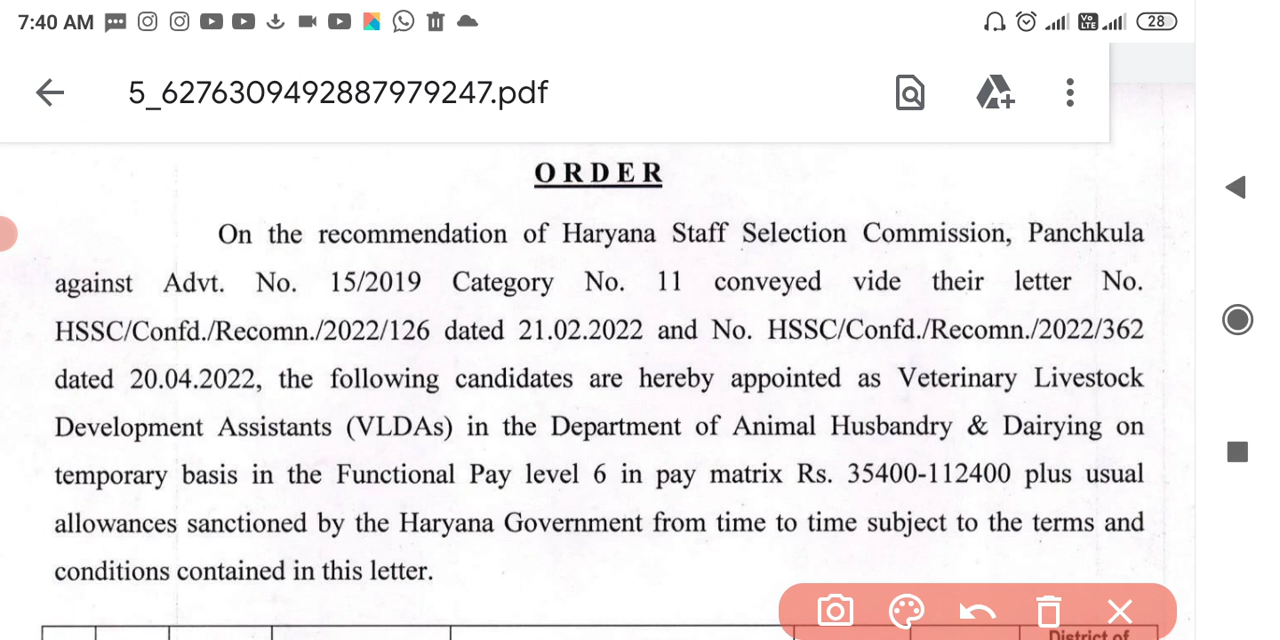 7:40 AM
Vo
LTE
28
5_6276309492887979247.pdf
ORDER
On the recommendation of Haryana Staff Selection Commission, Panchkula
against Advt. No. 15/2019 Category No. 11 conveyed vide their letter No.
HSSC/Confd./Recomn./2022/126 dated 21.02.2022 and No. HSSC/Confd./Recomn./2022/362
dated 20.04.2022, the following candidates are hereby appointed as Veterinary Livestock
Development Assistants (VLDAs) in the Department of Animal Husbandry & Dairying on
temporary basis in the Functional Pay level 6 in pay matrix Rs. 35400-112400 plus usual
allowances sanctioned by the Haryana Government from time to time subject to the terms and
conditions contained in this letter.
District of